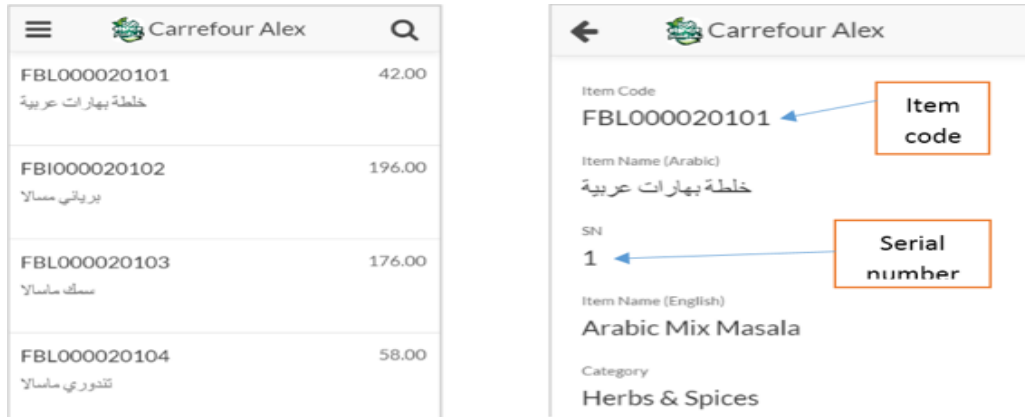 Carrefour Alex
FBL000020101 42.00
خلطة بهارات عربية
FBI000020102 196.00
برياني مسالا
FBL000020103 176.00
سمك ماسالا
FBL000020104 58.00
تندوري ماسالا
Carrefour Alex
Item Code
FBL000020101
Item code
Item Name (Arabic)
خلطة بهارات عربية
SN
1
Serial number
Item Name (English)
Arabic Mix Masala
Category
Herbs & Spices